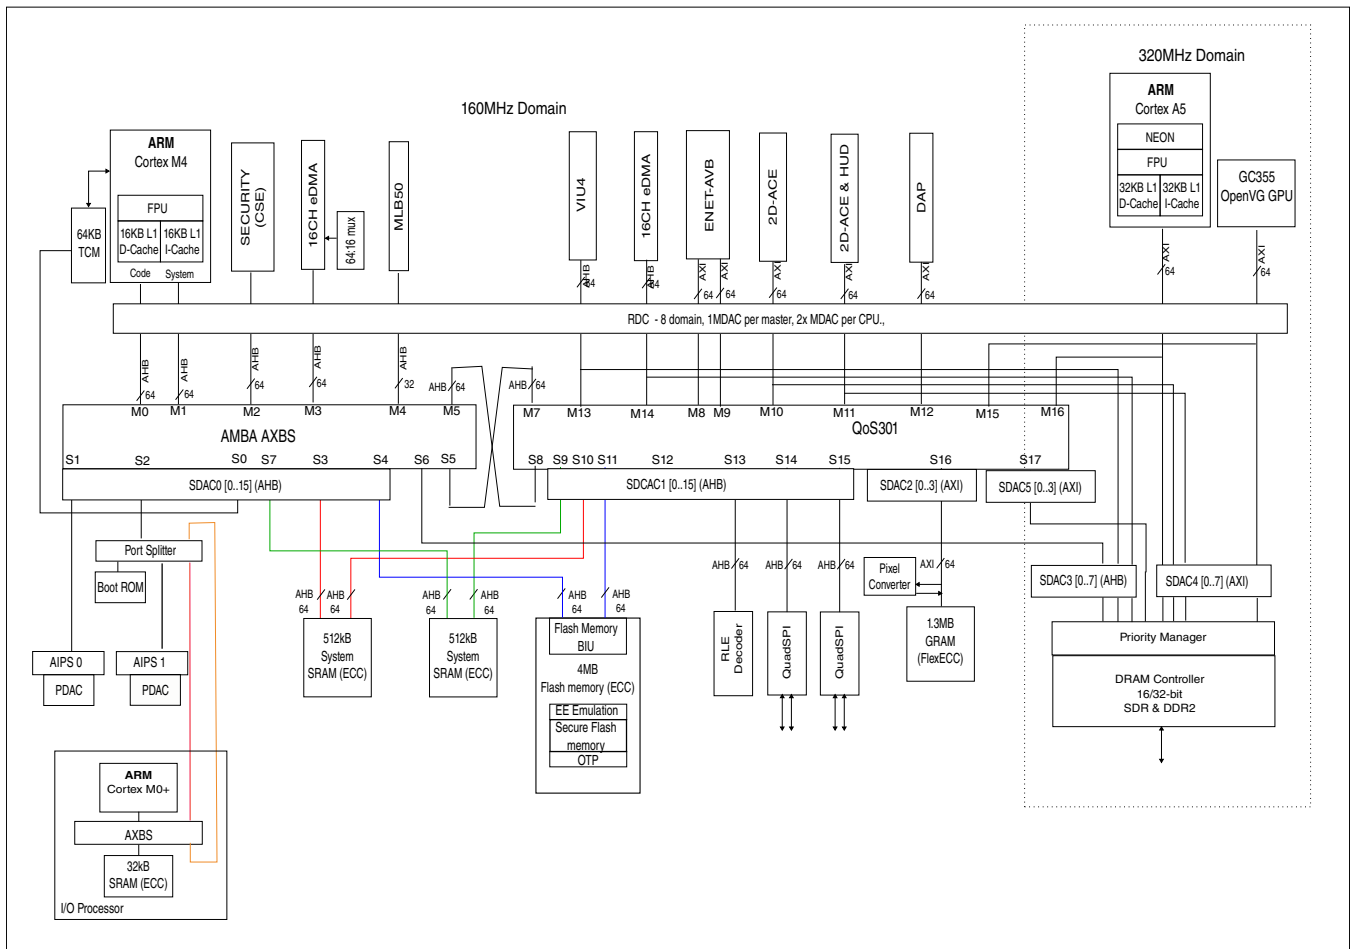 320MHz Domain
160MHz Domain
ARM
Cortex M4
FPU
16KB L1
D-Cache
16KB L1
I-Cache
Code
System
64KB
TCM
SECURITY
(CSE)
16CH eDMA
64:16 mux
MLB50
VIU4
16CH eDMA
ENET-AVB
2D-ACE
2D-ACE & HUD
DAP
ARM
Cortex A5
NEON
FPU
32KB L1
D-Cache
32KB L1
I-Cache
GC355
OpenVG GPU
AHB
64
AHB
64
AXI
64
AXI
64
AXI
64
AXI
64
AXI
64
AXI
64
AXI
64
RDC - 8 domain, 1MDAC per master, 2x MDAC per CPU.,
AHB
64
AHB
64
AHB
64
AHB
64
AHB
32
AHB
64
AHB
64
M0
M1
M2
M3
M4
M5
M7
M13
M14
M8
M9
M10
M11
M12
M15
M16
AMBA AXBS
QoS301
S1
S2
S0
S7
S3
S4
S6
S5
S8
S9
S10
S11
S12
S13
S14
S15
S16
S17
SDAC0 [0..15] (AHB)
SDCAC1 [0..15] (AHB)
SDAC2 [0..3] (AXI)
SDAC5 [0..3] (AXI)
Port Splitter
Boot ROM
AHB
64
AHB
64
AHB
64
AHB
64
AHB
64
AHB
64
AHB
64
AHB
64
AHB
64
AXI
64
Pixel
Converter
SDAC3 [0..7] (AHB)
SDAC4 [0..7] (AXI)
AIPS 0
PDAC
AIPS 1
PDAC
512kB
System
SRAM (ECC)
512kB
System
SRAM (ECC)
Flash Memory
BIU
4MB
Flash memory (ECC)
EE Emulation
Secure Flash
memory
OTP
RLE
Decoder
QuadSPI
QuadSPI
1.3MB
GRAM
(FlexECC)
Priority Manager
DRAM Controller
16/32-bit
SDR & DDR2
ARM
Cortex M0+
AXBS
32kB
SRAM (ECC)
I/O Processor